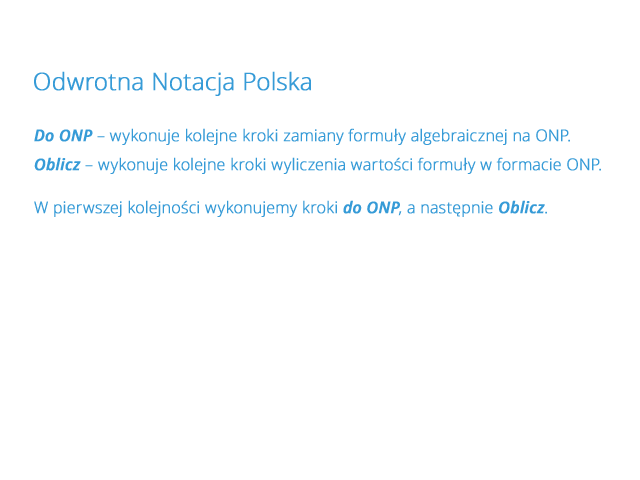 Odwrotna Notacja Polska
Do ONP – wykonuje kolejne kroki zamiany formuły algebraicznej na ONP.
Oblicz – wykonuje kolejne kroki wyliczenia wartości formuły w formacie ONP.
W pierwszej kolejności wykonujemy kroki do ONP, a następnie Oblicz.